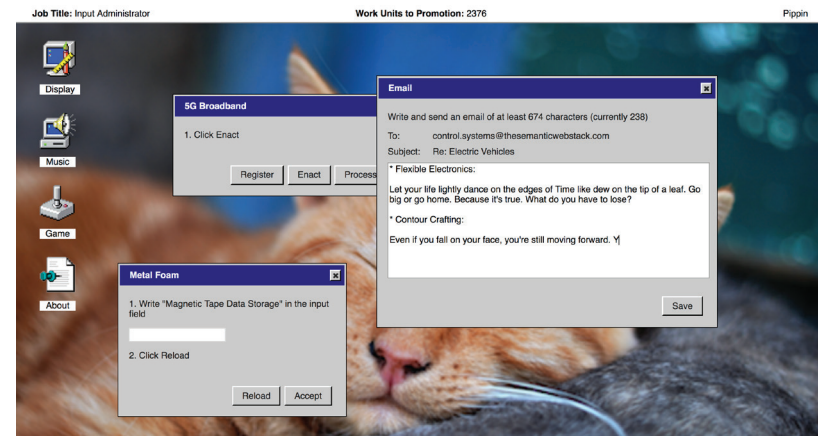 Job Title: Input Administrator
Work Units to Promotion: 2376
Pippin
Display
Music
Game
About
5G Broadband
1. Click Enact
Register
Enact
Process
Email
Write and send an email of at least 674 characters (currently 238)
To: control.systems@thesemanticwebstack.com
Subject: Re: Electric Vehicles
* Flexible Electronics:
Let your life lightly dance on the edges of Time like dew on the tip of a leaf. Go
big or go home. Because it's true. What do you have to lose?
* Contour Crafting:
Even if you fall on your face, you're still moving forward. Y
Save
Metal Foam
1. Write "Magnetic Tape Data Storage" in the input
field
2. Click Reload
Reload
Accept